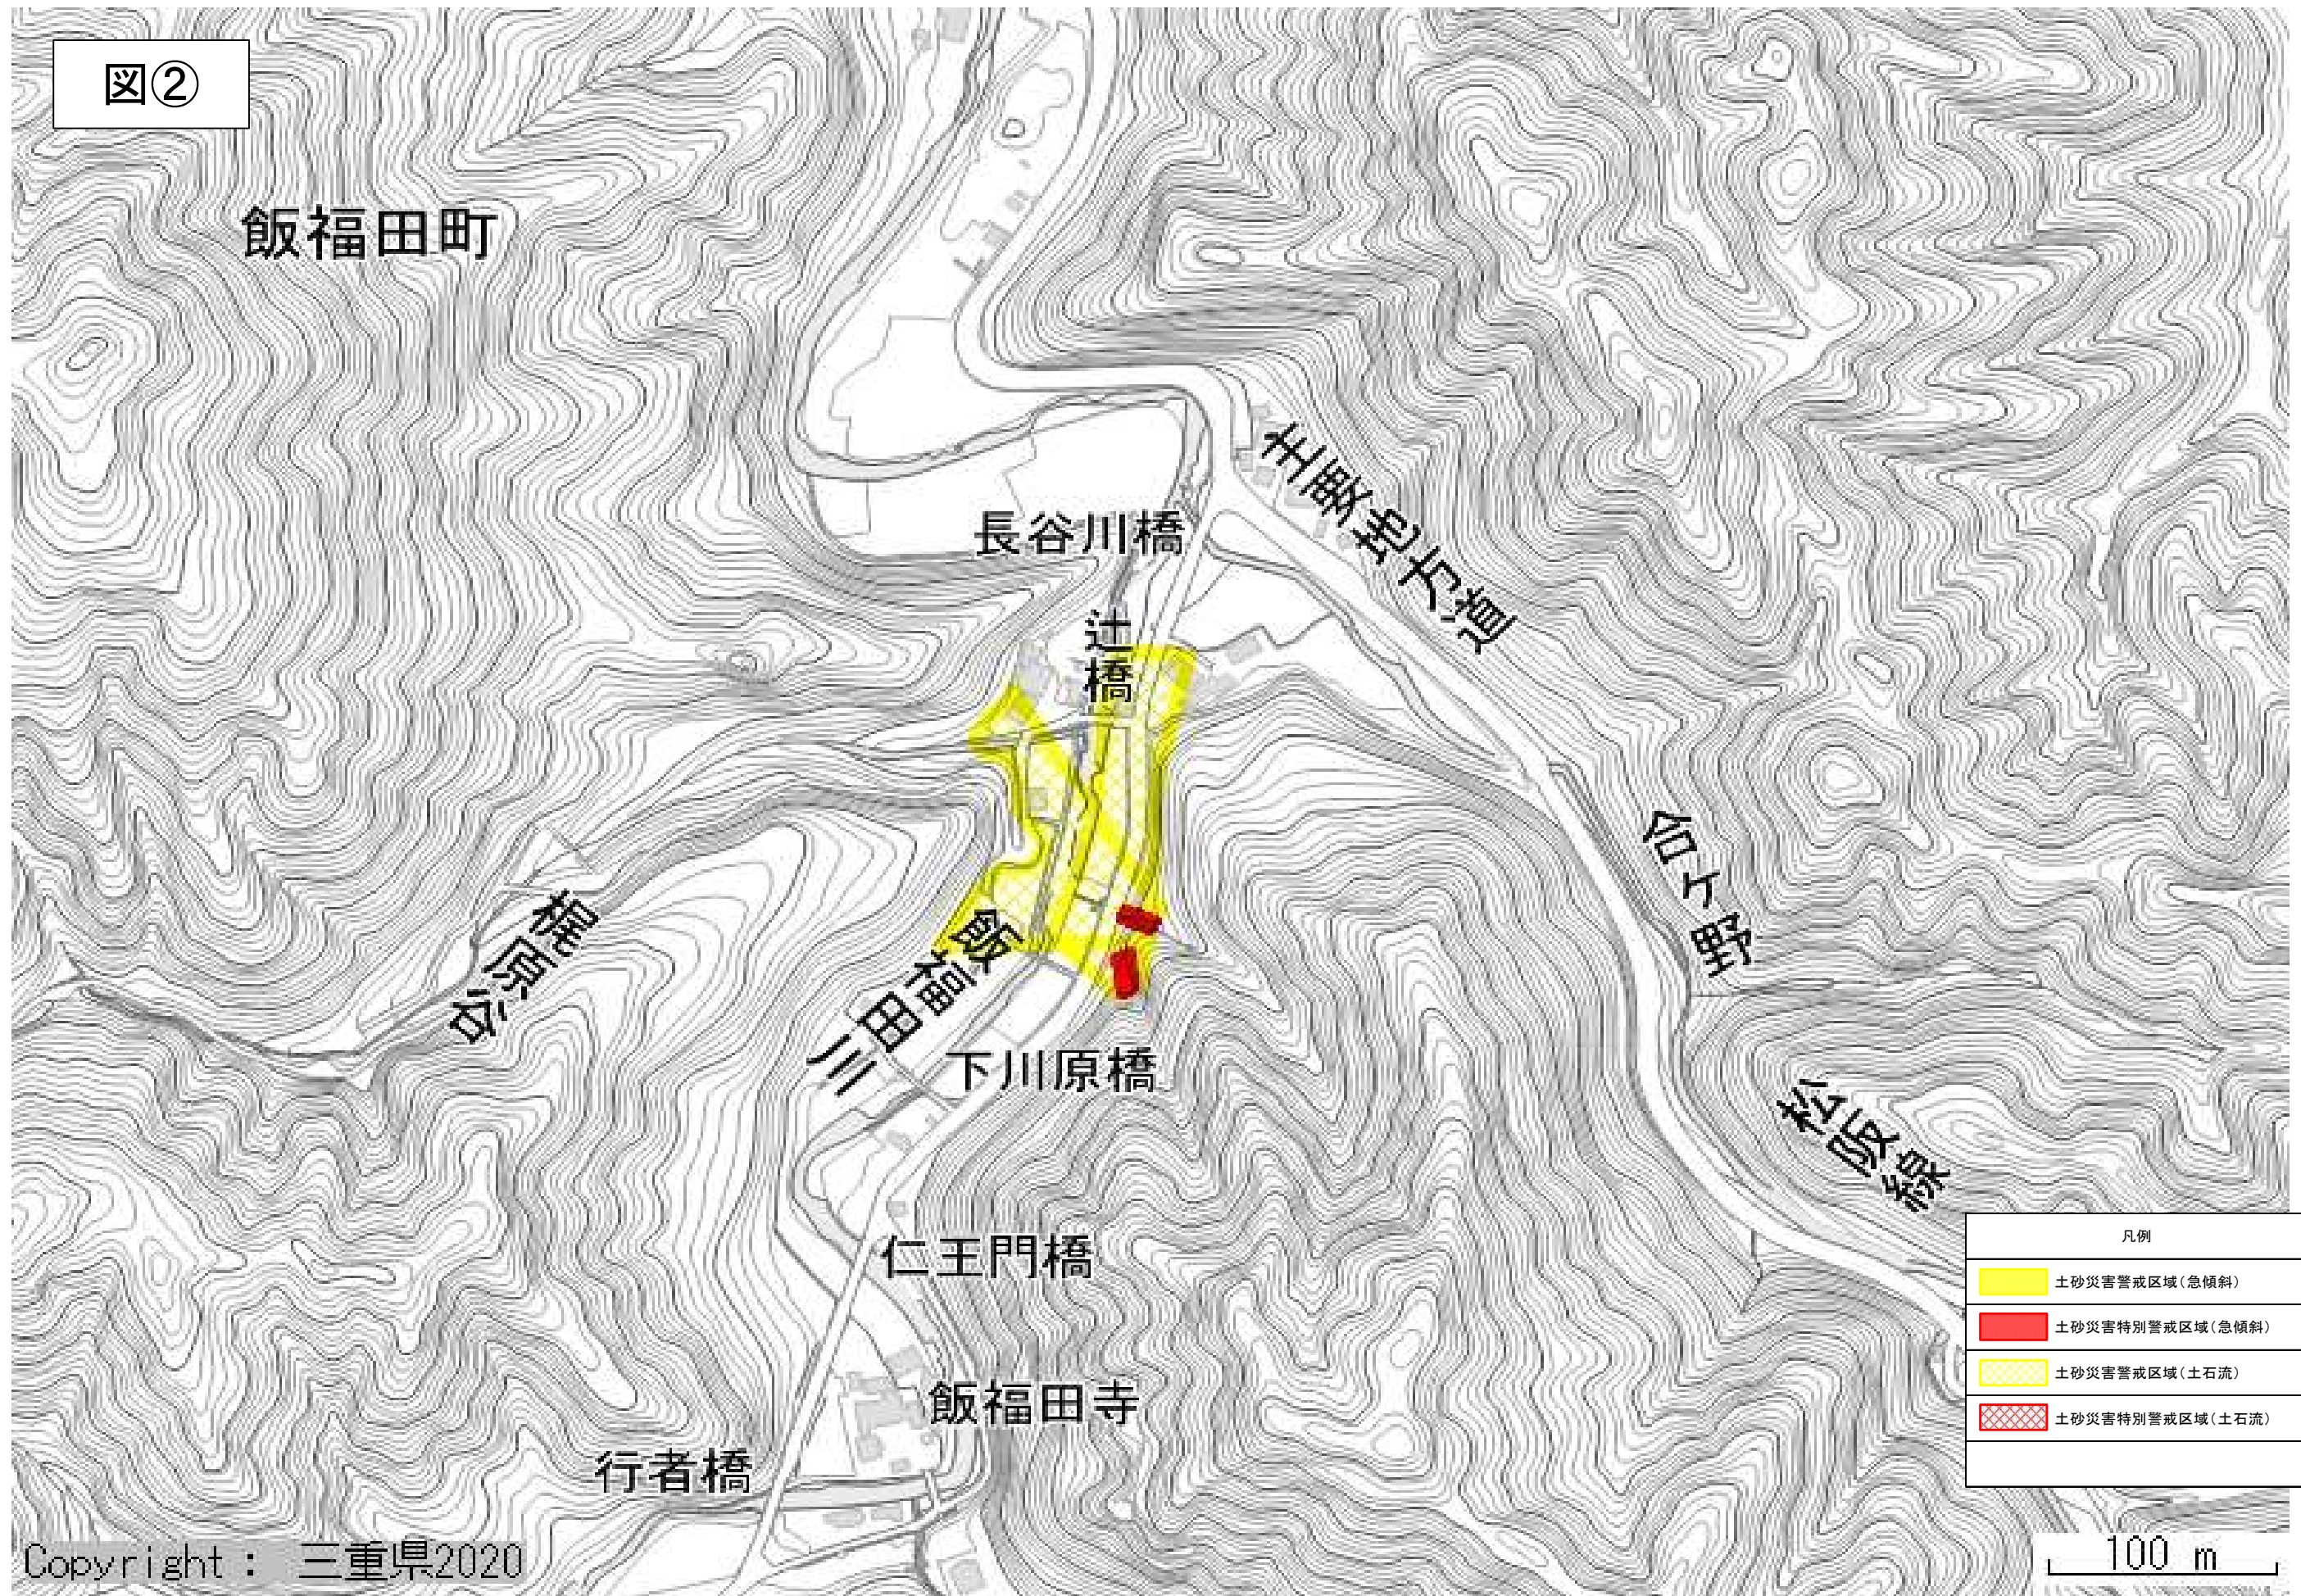 図②
飯福田町
主要地方道
長谷川橋
辻橋
合ヶ野
梶原谷
飯福田川
下川原橋
松阪線
仁王門橋
飯福田寺
行者橋
凡例
土砂災害警戒区域(急傾斜)
土砂災害特別警戒区域(急傾斜)
土砂災害警戒区域(土石流)
土砂災害特別警戒区域(土石流)
Copyright : 三重県2020
100 m